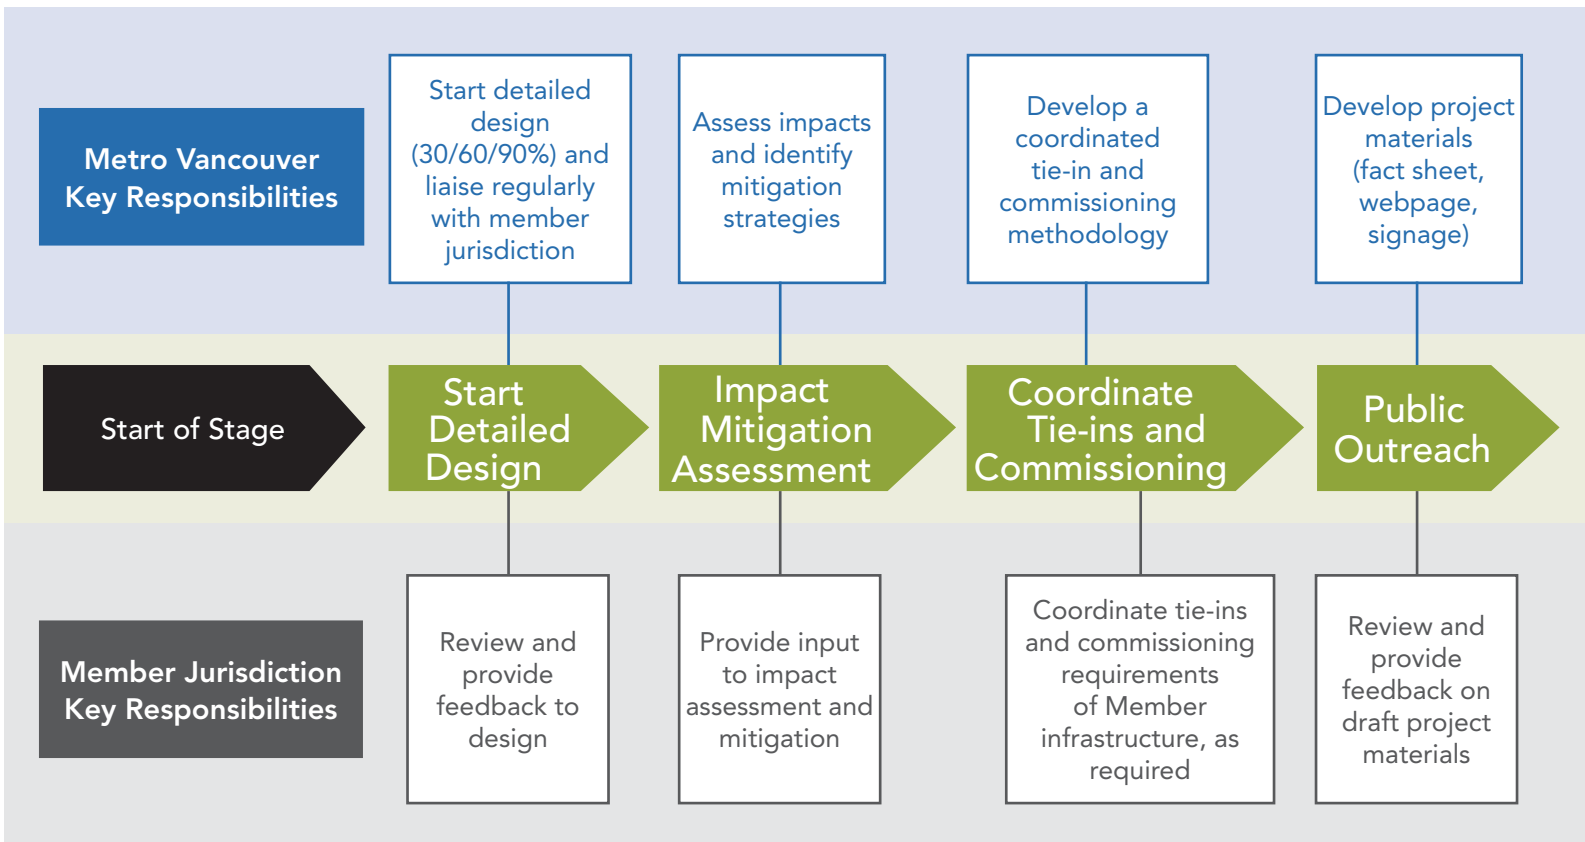 Metro Vancouver
Key Responsibilities
Start detailed
design
(30/60/90%) and
liaise regularly
with member
jurisdiction
Assess impacts
and identify
mitigation
strategies
Develop a
coordinated
tie-in and
commissioning
methodology
Develop project
materials
(fact sheet,
webpage,
signage)
Start of Stage
Start
Detailed
Design
Impact
Mitigation
Assessment
Coordinate
Tie-ins and
Commissioning
Public
Outreach
Member Jurisdiction
Key Responsibilities
Review and
provide
feedback to
design
Provide input
to impact
assessment and
mitigation
Coordinate tie-ins
and commissioning
requirements
of Member
infrastructure, as
required
Review and
provide
feedback on
draft project
materials